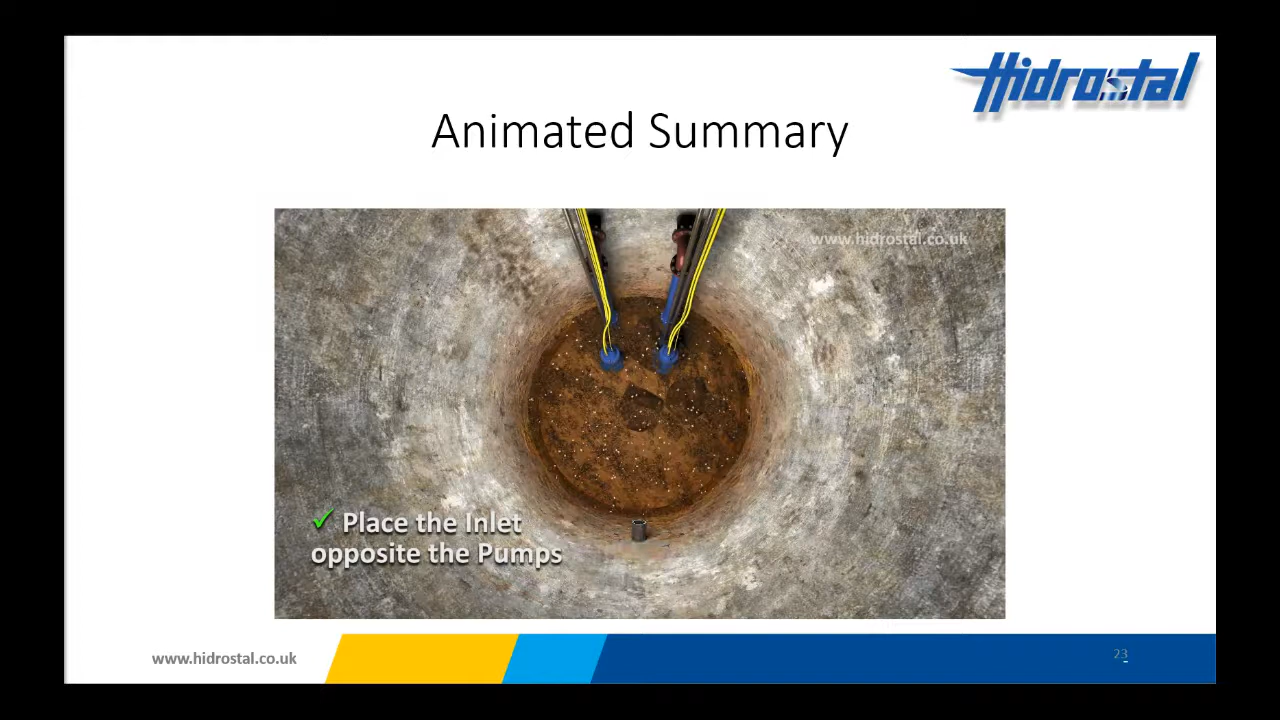 Hidrostal
Animated Summary
www.hidrostal.co.uk
✓ Place the Inlet
opposite the Pumps
www.hidrostal.co.uk
23